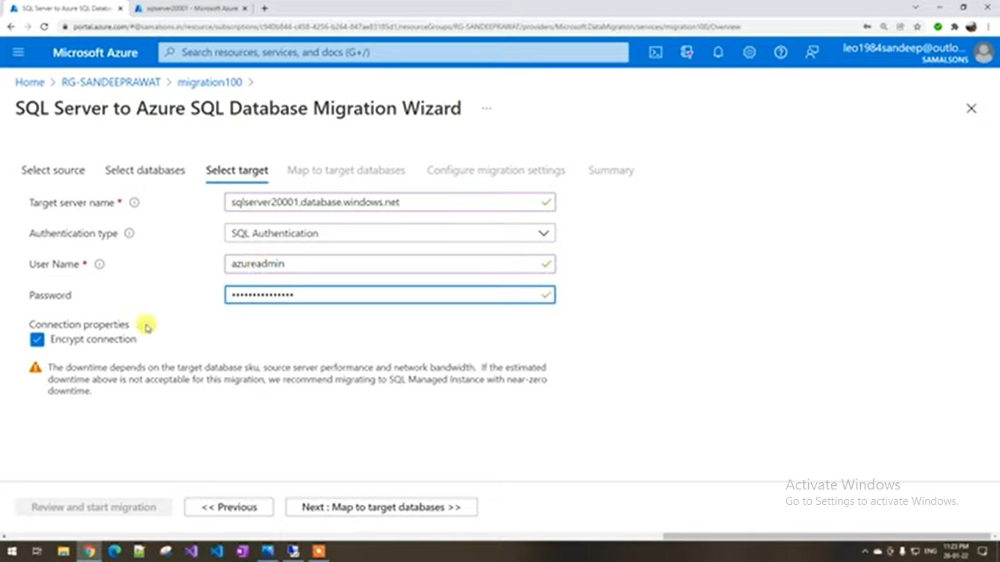 SQL Server to Azure SQL Databas
sqlserver20001 - Microsoft Azure
portal.azure.com/#@samalsons.in/resource/subscriptions/c940b844-c458-4256-b264-847ae83185d1/resourceGroups/RG-SANDEEPRAWAT/providers/Microsoft.DataMigration/services/migration100/Overview
Microsoft Azure
Search resources, services, and docs (G+/)
leo1984sandeep@outlo...
SAMALSONS
Home > RG-SANDEEPRAWAT > migration100 >
SQL Server to Azure SQL Database Migration Wizard ...
Select source Select databases Select target Map to target databases Configure migration settings Summary
Target server name * sqlserver20001.database.windows.net
Authentication type SQL Authentication
User Name * azureadmin
Password •••••••••••••••
Connection properties
Encrypt connection
The downtime depends on the target database sku, source server performance and network bandwidth. If the estimated
downtime above is not acceptable for this migration, we recommend migrating to SQL Managed Instance with near-zero
downtime.
Activate Windows
Go to Settings to activate Windows.
Review and start migration << Previous Next : Map to target databases >>
ENG 11:23 PM
26-01-22